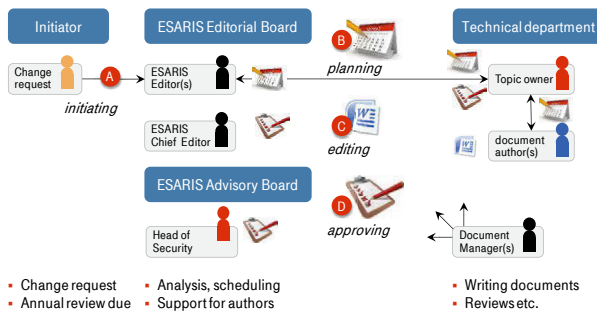 Initiator
ESARIS Editorial Board
Technical department
B
Change
request
A
ESARIS
Editor(s)
planning
Topic owner
initiating
ESARIS
Chief Editor
C
editing
document
author(s)
ESARIS Advisory Board
D
Head of
Security
approving
Document
Manager(s)
▪ Change request
▪ Annual review due
▪ Analysis, scheduling
▪ Support for authors
▪ Writing documents
▪ Reviews etc.